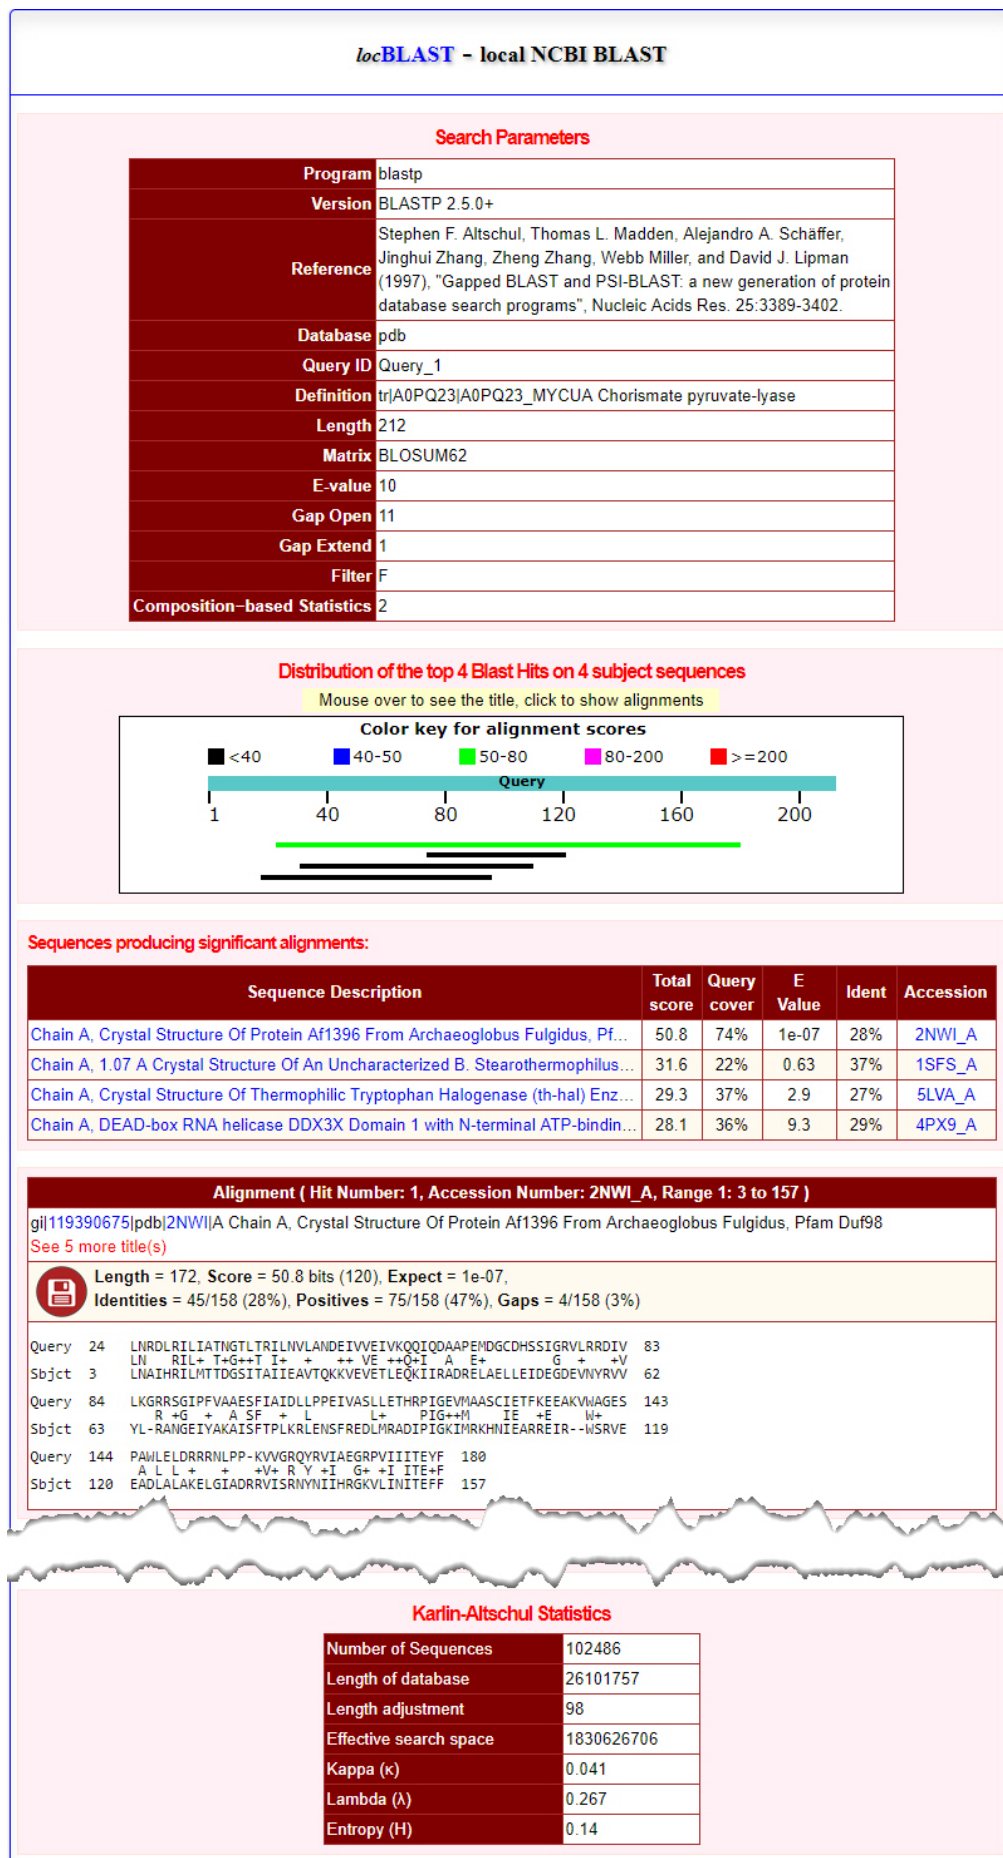 locBLAST - local NCBI BLAST
Search Parameters
Program blastp
Version BLASTP 2.5.0+
Reference Stephen F. Altschul, Thomas L. Madden, Alejandro A. Schäffer,
Jinghui Zhang, Zheng Zhang, Webb Miller, and David J. Lipman
(1997), "Gapped BLAST and PSI-BLAST: a new generation of protein
database search programs", Nucleic Acids Res. 25:3389-3402.
Database pdb
Query ID Query_1
Definition tr|A0PQ23|A0PQ23_MYCUA Chorismate pyruvate-lyase
Length 212
Matrix BLOSUM62
E-value 10
Gap Open 11
Gap Extend 1
Filter F
Composition-based Statistics 2
Distribution of the top 4 Blast Hits on 4 subject sequences
Mouse over to see the title, click to show alignments
Color key for alignment scores
<40 40-50 50-80 80-200 >=200
Query
1 40 80 120 160 200
Sequences producing significant alignments:
Sequence Description Total score Query cover E Value Ident Accession
Chain A, Crystal Structure Of Protein Af1396 From Archaeoglobus Fulgidus, Pf... 50.8 74% 1e-07 28% 2NWI_A
Chain A, 1.07 A Crystal Structure Of An Uncharacterized B. Stearothermophilus... 31.6 22% 0.63 37% 1SFS_A
Chain A, Crystal Structure Of Thermophilic Tryptophan Halogenase (th-hal) Enz... 29.3 37% 2.9 27% 5LVA_A
Chain A, DEAD-box RNA helicase DDX3X Domain 1 with N-terminal ATP-bindin... 28.1 36% 9.3 29% 4PX9_A
Alignment ( Hit Number: 1, Accession Number: 2NWI_A, Range 1: 3 to 157 )
gi|119390675|pdb|2NWI|A Chain A, Crystal Structure Of Protein Af1396 From Archaeoglobus Fulgidus, Pfam Duf98
See 5 more title(s)
Length = 172, Score = 50.8 bits (120), Expect = 1e-07,
Identities = 45/158 (28%), Positives = 75/158 (47%), Gaps = 4/158 (3%)
Query 24 LNRDLRILIATNGTLTRILNVLANDEIVVEIVKQQIQDAAPEMDGCDHSSIGRVLRRDIV 83
LN RIL+ T+G++T I+ + ++ VE ++Q+I A E+ G + +V
Sbjct 3 LNAIHRILMTTDGSITAIIEAVTQKKVEVETLEQKIIRADRELAELLEIDEGDEVNYRVV 62
Query 84 LKGRRSGIPFVAAESFIAIDLLPPEIVASLLETHRPIGEVMAASCIETFKEEAKVWAGES 143
R +G + A SF + L L+ PIG++M IE +E W+
Sbjct 63 YL-RANGEIYAKAISFTPLKRLENSFREDLMRADIPIGKIMRKHNIEARREIR--WSRVE 119
Query 144 PAWLELDRRRNLPP-KVVGRQYRVIAEGRPVIIITEYF 180
A L L + + +V+ R Y +I G+ +I ITE+F
Sbjct 120 EADLALAKELGIADRRVISRNYNIIHRGKVLINITEFF 157
Karlin-Altschul Statistics
Number of Sequences 102486
Length of database 26101757
Length adjustment 98
Effective search space 1830626706
Kappa (κ) 0.041
Lambda (λ) 0.267
Entropy (H) 0.14